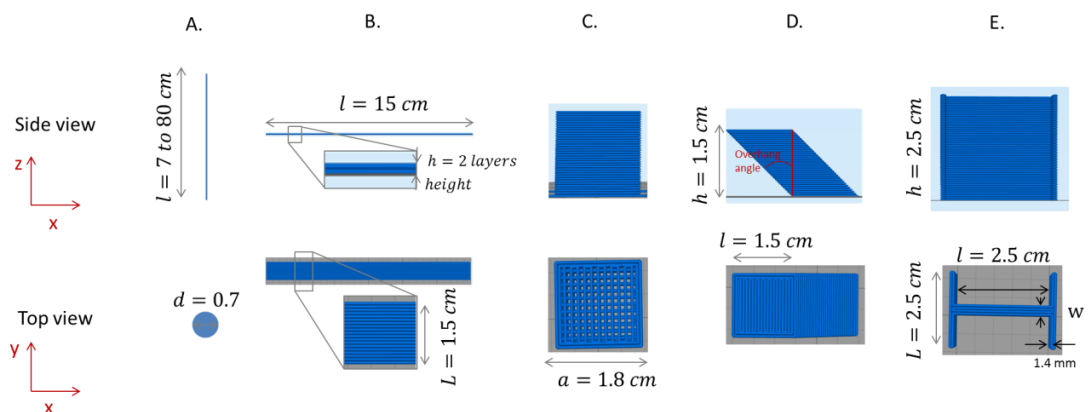 A.
B.
C.
D.
E.
Side view
z
x
l = 7 to 80 cm
l = 15 cm
h = 2 layers
height
h = 1.5 cm
Overhang
angle
h = 2.5 cm
Top view
y
x
d = 0.7
L = 1.5 cm
a = 1.8 cm
l = 1.5 cm
l = 2.5 cm
L = 2.5 cm
w
1.4 mm